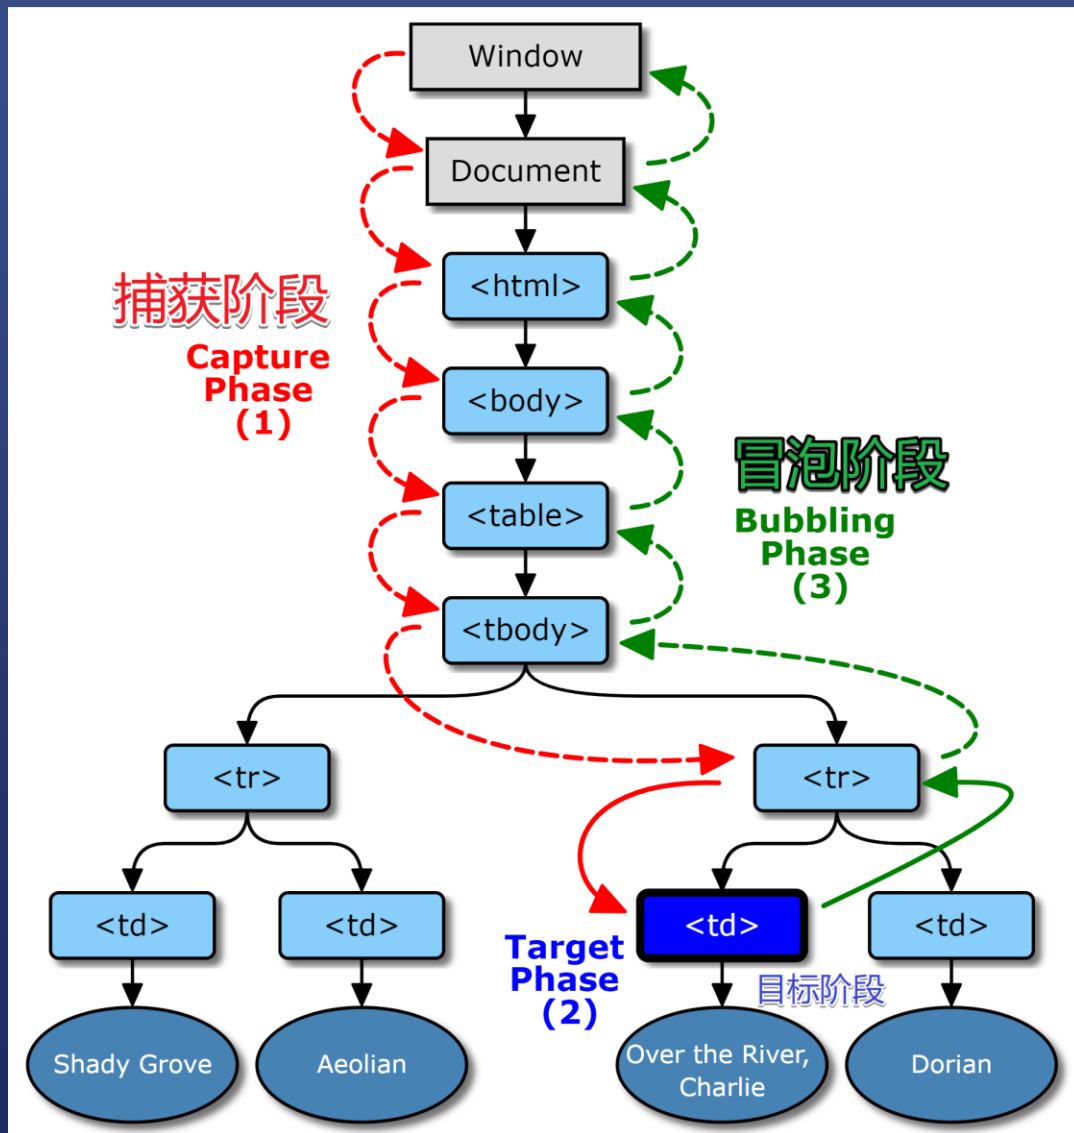 Window
Document
<html>
捕获阶段
Capture
Phase
(1)
<body>
冒泡阶段
<table>
Bubbling
Phase
(3)
<tbody>
<tr>
<tr>
<td>
<td>
<td>
<td>
Target
Phase
(2)
目标阶段
Shady Grove
Aeolian
Over the River,
Charlie
Dorian